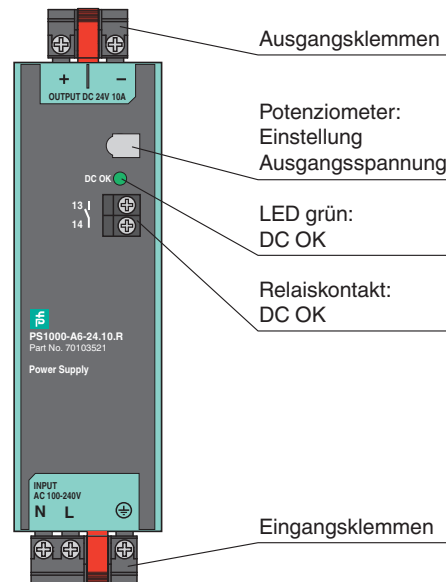 Ausgangsklemmen
+ −
OUTPUT DC 24V 10A
Potenziometer:
Einstellung
Ausgangsspannung
DC OK
LED grün:
DC OK
13
14
Relaiskontakt:
DC OK
PS1000-A6-24.10.R
Part No. 70103521
Power Supply
INPUT
AC 100-240V
N L
Eingangsklemmen